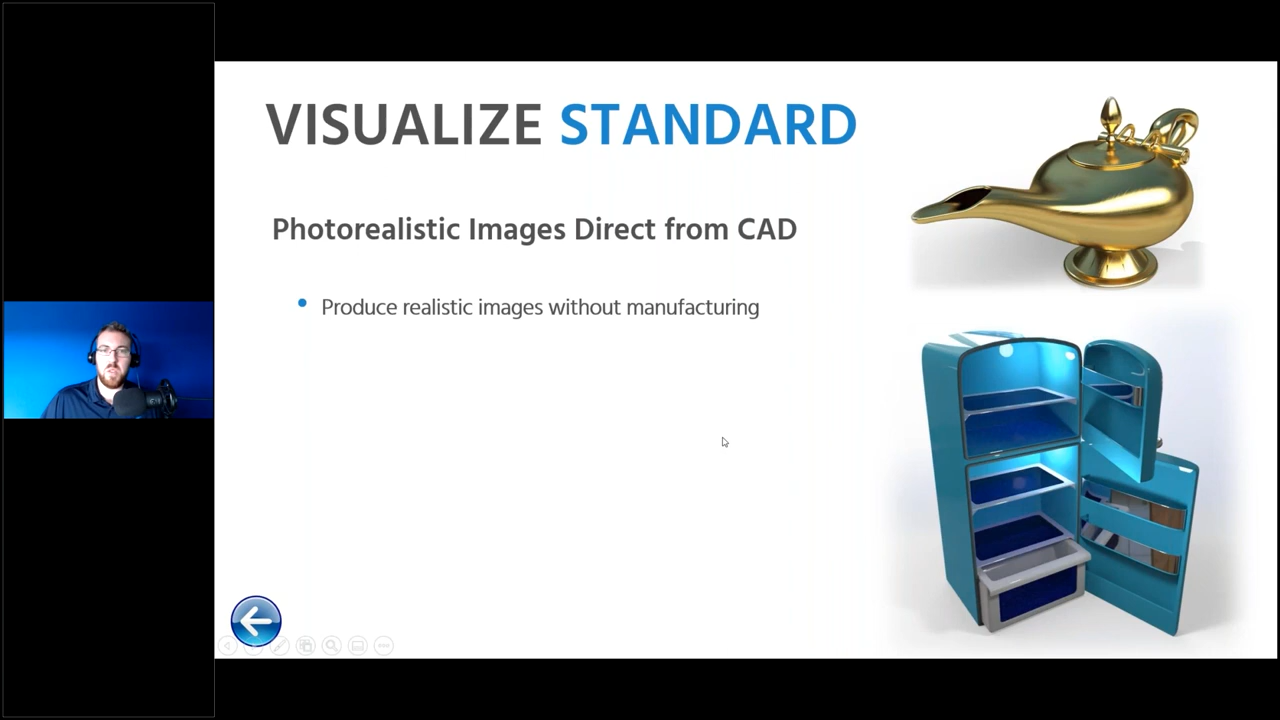 VISUALIZE STANDARD
Photorealistic Images Direct from CAD
Produce realistic images without manufacturing